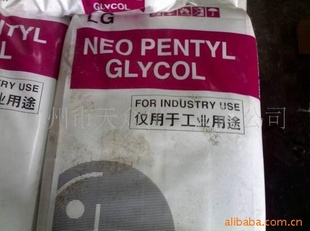 GLYCOL
LG
NEO PENTYL
GLYCOL
FOR INDUSTRY USE
仅用于工业用途
alibaba.com.cn